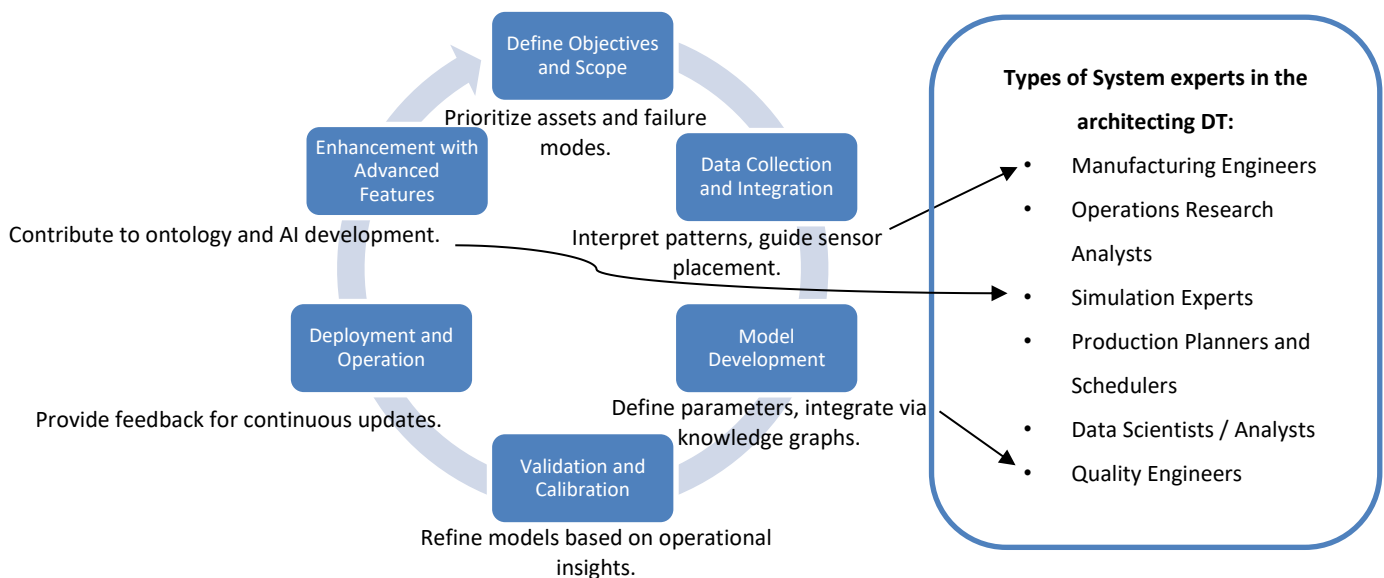 Define Objectives
and Scope
Prioritize assets and failure
modes.
Data Collection
and Integration
Interpret patterns, guide sensor
placement.
Model
Development
Define parameters, integrate via
knowledge graphs.
Validation and
Calibration
Refine models based on operational
insights.
Deployment and
Operation
Provide feedback for continuous updates.
Enhancement with
Advanced
Features
Contribute to ontology and AI development.
Types of System experts in the
architecting DT:
• Manufacturing Engineers
• Operations Research
Analysts
• Simulation Experts
• Production Planners and
Schedulers
• Data Scientists / Analysts
• Quality Engineers